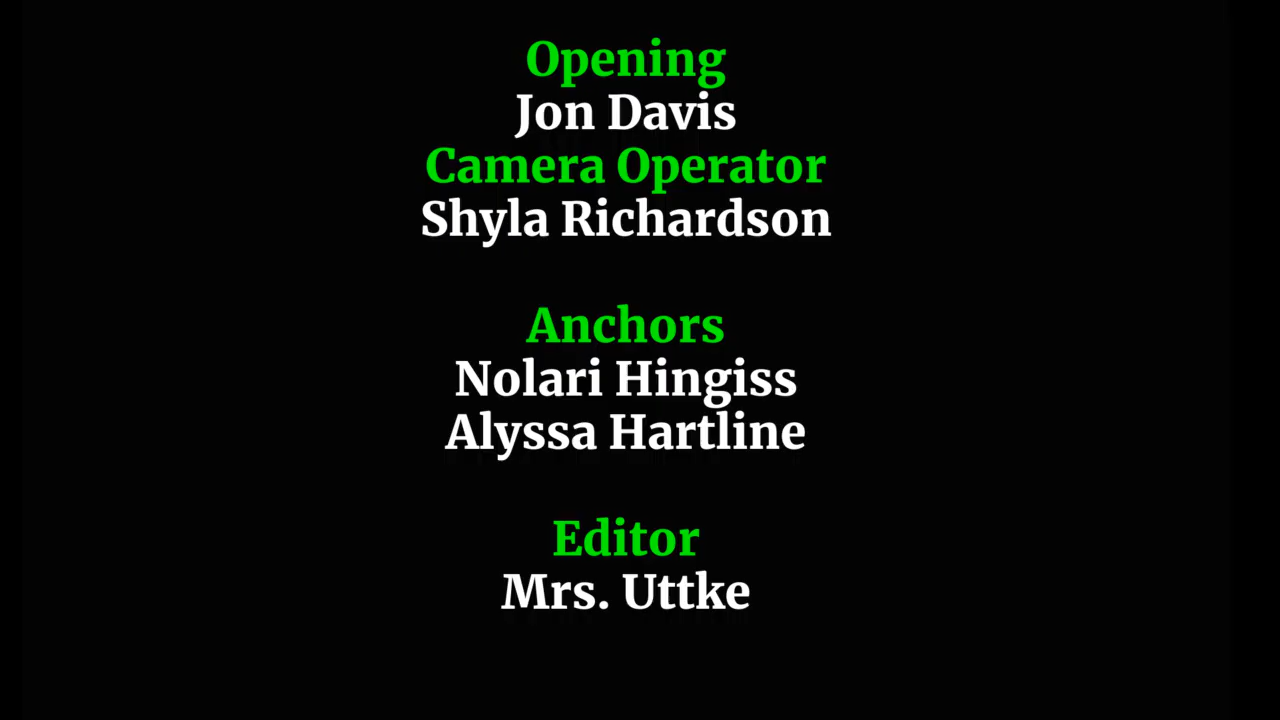 Opening
Jon Davis
Camera Operator
Shyla Richardson
Anchors
Nolari Hingiss
Alyssa Hartline
Editor
Mrs. Uttke